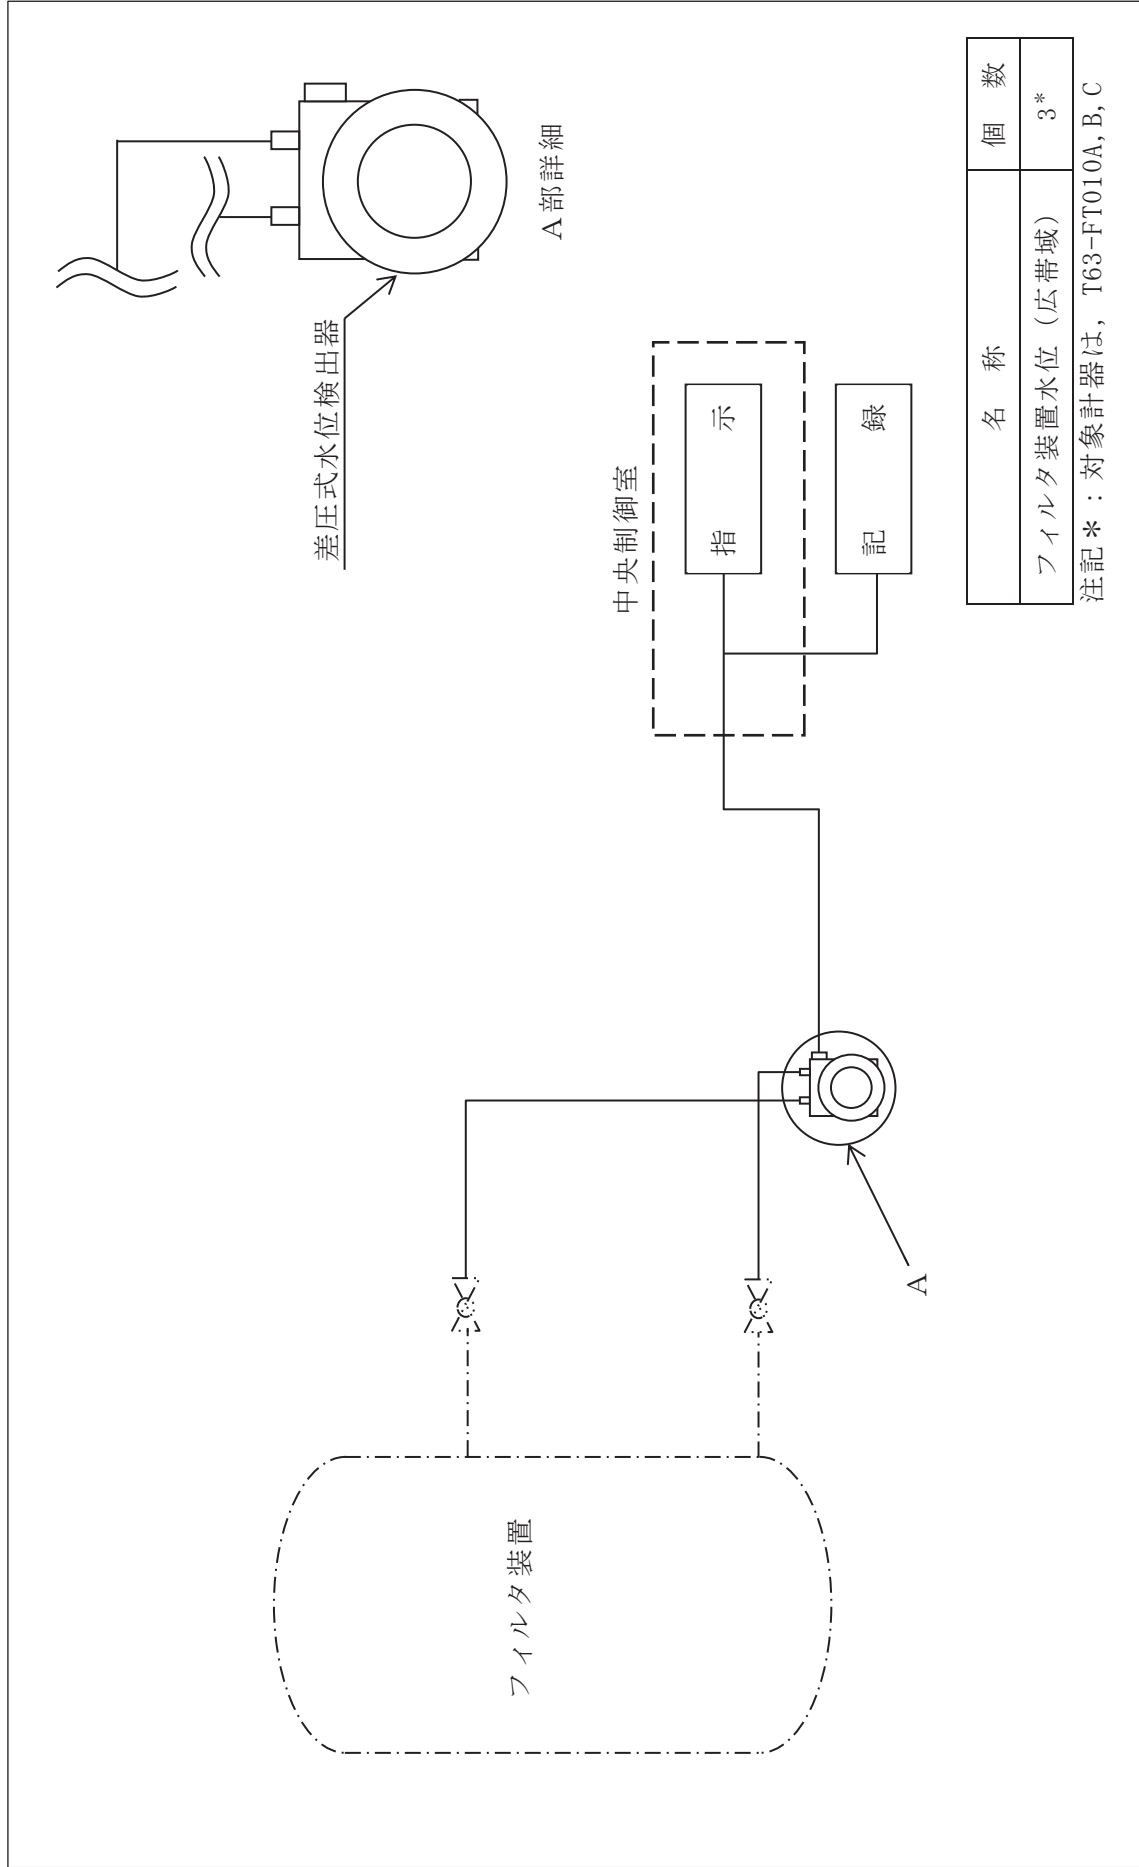 差圧式水位検出器
A部詳細
中央制御室
指示
記録
フィルタ装置
A
名称 個数
フィルタ装置水位（広帯域） 3*
注記*：対象計器は，T63-FT010A,B,C